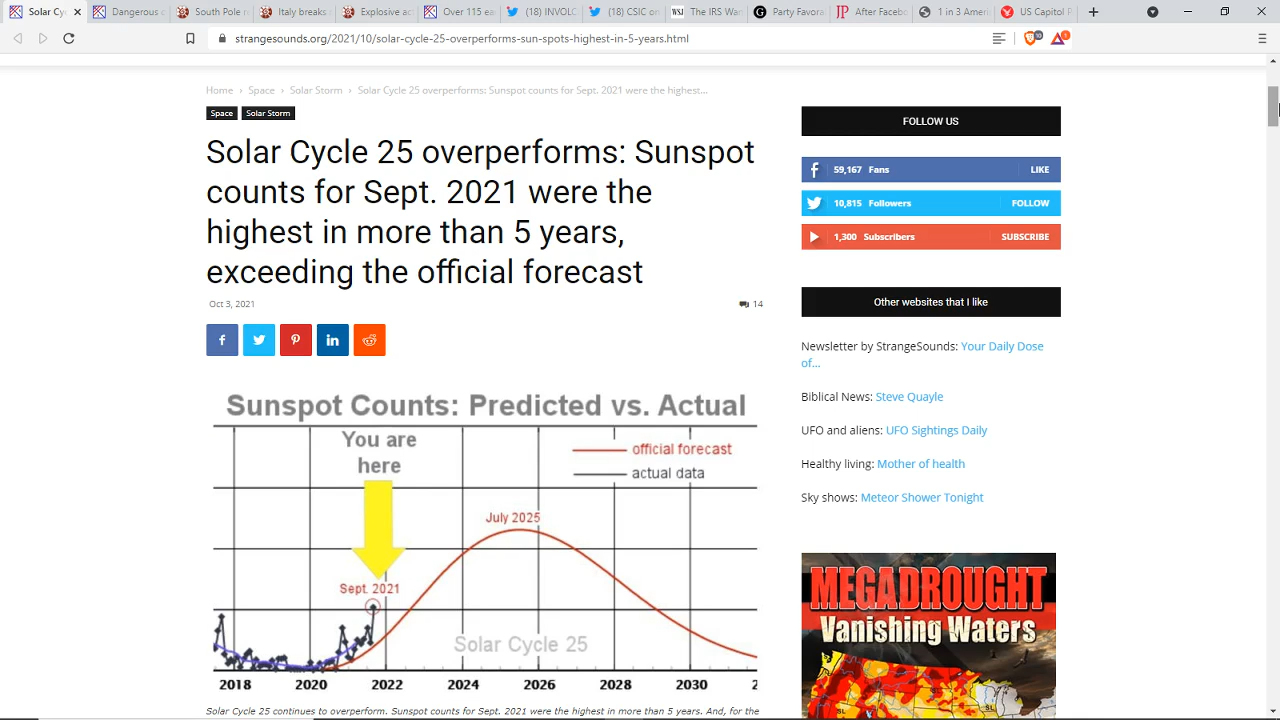 Solar Cyc
Dangerous c
South Pole r
Italy breaks
Explosive ac
Over 115 ea
(18) INVOLC
(18) CSIC on
The IRS Wan
Party Favora
After Facebo
1 in 3 Ameri
US Capitol P
strangesounds.org/2021/10/solar-cycle-25-overperforms-sun-spots-highest-in-5-years.html
10
1
Home › Space › Solar Storm › Solar Cycle 25 overperforms: Sunspot counts for Sept. 2021 were the highest...
Space
Solar Storm
Solar Cycle 25 overperforms: Sunspot
counts for Sept. 2021 were the
highest in more than 5 years,
exceeding the official forecast
Oct 3, 2021
14
Sunspot Counts: Predicted vs. Actual
You are
here
official forecast
actual data
July 2025
Sept. 2021
Solar Cycle 25
2018 2020 2022 2024 2026 2028 2030 2
Solar Cycle 25 continues to overperform. Sunspot counts for Sept. 2021 were the highest in more than 5 years. And, for the
FOLLOW US
59,167 Fans LIKE
10,815 Followers FOLLOW
1,300 Subscribers SUBSCRIBE
Other websites that I like
Newsletter by StrangeSounds: Your Daily Dose
of...
Biblical News: Steve Quayle
UFO and aliens: UFO Sightings Daily
Healthy living: Mother of health
Sky shows: Meteor Shower Tonight
MEGADROUGHT
Vanishing Waters
SL
SL